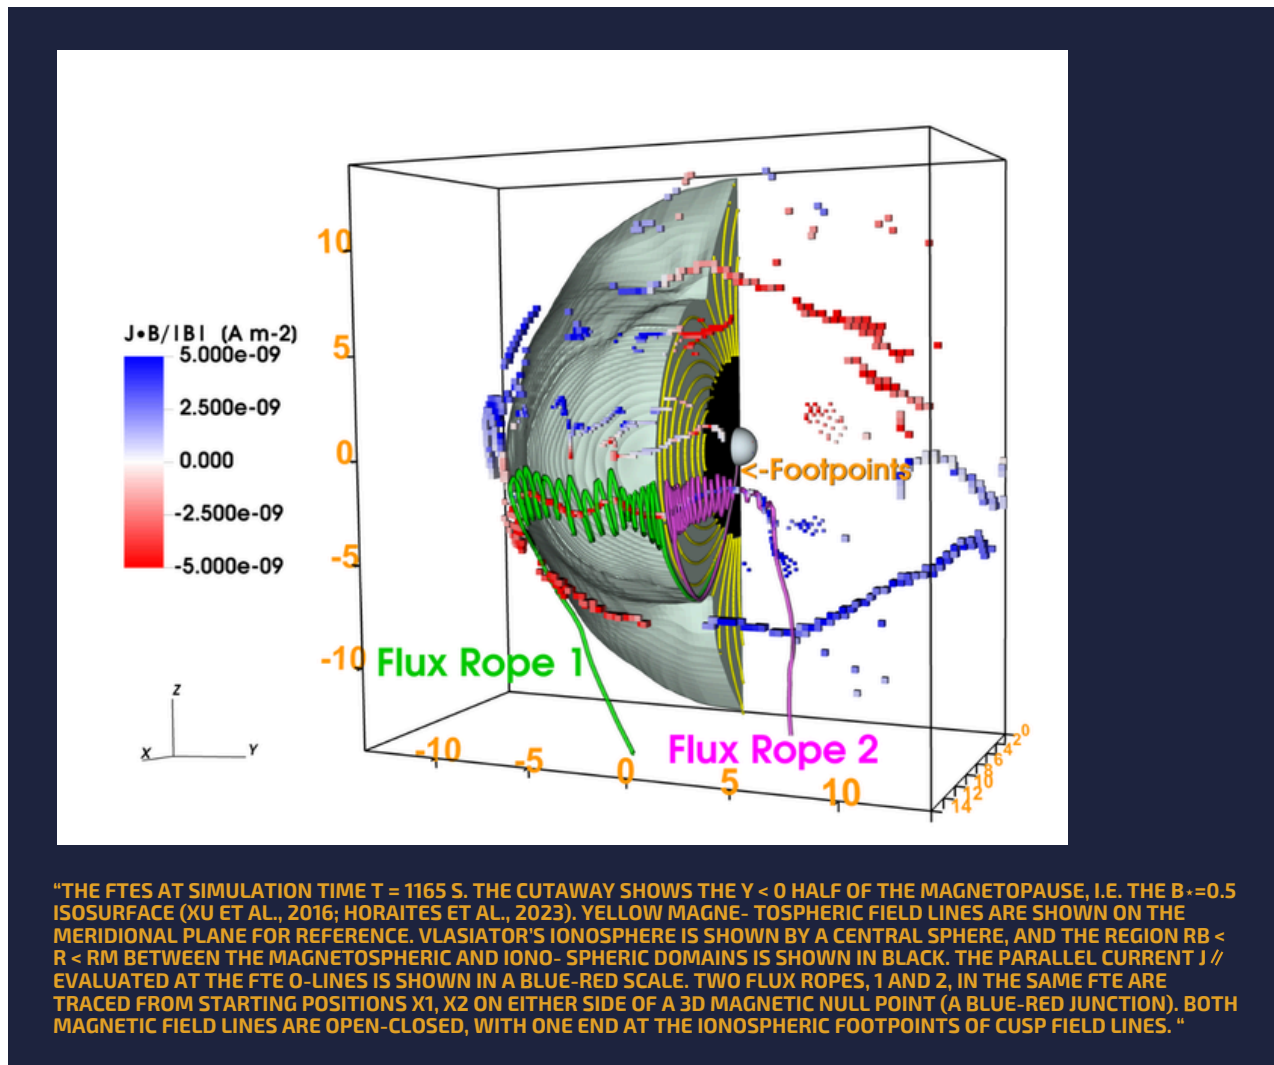 10
J•B/|B| (A m-2)
5.000e-09
2.500e-09
0.000
-2.500e-09
-5.000e-09
5
0
<-Footpoints
-5
-10
Flux Rope 1
Flux Rope 2
Z
X
Y
-10
-5
0
5
10
0
2
4
6
8
10
12
14
“THE FTES AT SIMULATION TIME T = 1165 S. THE CUTAWAY SHOWS THE Y < 0 HALF OF THE MAGNETOPAUSE, I.E. THE B⋆=0.5
ISOSURFACE (XU ET AL., 2016; HORAITES ET AL., 2023). YELLOW MAGNE- TOSPHERIC FIELD LINES ARE SHOWN ON THE
MERIDIONAL PLANE FOR REFERENCE. VLASIATOR’S IONOSPHERE IS SHOWN BY A CENTRAL SPHERE, AND THE REGION RB <
R < RM BETWEEN THE MAGNETOSPHERIC AND IONO- SPHERIC DOMAINS IS SHOWN IN BLACK. THE PARALLEL CURRENT J //
EVALUATED AT THE FTE O-LINES IS SHOWN IN A BLUE-RED SCALE. TWO FLUX ROPES, 1 AND 2, IN THE SAME FTE ARE
TRACED FROM STARTING POSITIONS X1, X2 ON EITHER SIDE OF A 3D MAGNETIC NULL POINT (A BLUE-RED JUNCTION). BOTH
MAGNETIC FIELD LINES ARE OPEN-CLOSED, WITH ONE END AT THE IONOSPHERIC FOOTPOINTS OF CUSP FIELD LINES. “